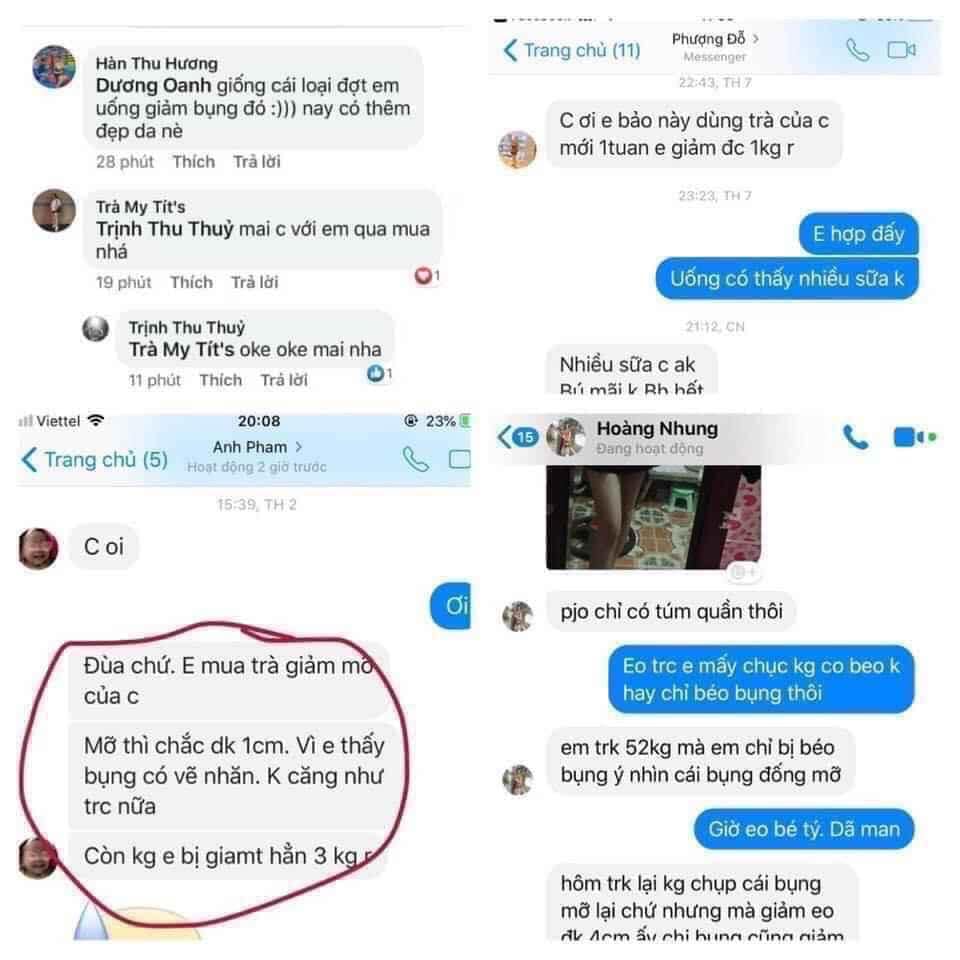 Hàn Thu Hương
Dương Oanh giống cái loại đợt em
uống giảm bụng đó :))) nay có thêm
đẹp da nè
28 phút Thích Trả lời
Trà My Tít's
Trịnh Thu Thuỷ mai c với em qua mua
nhá
19 phút Thích Trả lời
1
Trịnh Thu Thuỷ
Trà My Tít's oke oke mai nha
11 phút Thích Trả lời
1
Trang chủ (11)
Phượng Đỗ
Messenger
22:43, TH 7
C ơi e bảo này dùng trà của c
mới 1tuan e giảm đc 1kg r
23:23, TH 7
E hợp đấy
Uống có thấy nhiều sữa k
21:12, CN
Nhiều sữa c ak
Bú mãi k Bh hết
Viettel
20:08
23%
Trang chủ (5)
Anh Pham
Hoạt động 2 giờ trước
15:39, TH 2
C oi
Ơi
Đùa chứ. E mua trà giảm mỡ
của c
Mỡ thì chắc dk 1cm. Vì e thấy
bụng có vẽ nhăn. K căng như
trc nữa
Còn kg e bị giamt hẳn 3 kg r
15
Hoàng Nhung
Đang hoạt động
pjo chỉ có túm quần thôi
Eo trc e mấy chục kg co beo k
hay chỉ béo bụng thôi
em trk 52kg mà em chỉ bị béo
bụng ý nhìn cái bụng đống mỡ
Giờ eo bé tý. Dã man
hôm trk lại kg chụp cái bụng
mỡ lại chứ nhưng mà giảm eo
đk 4cm ấy chị bụng cũng giảm